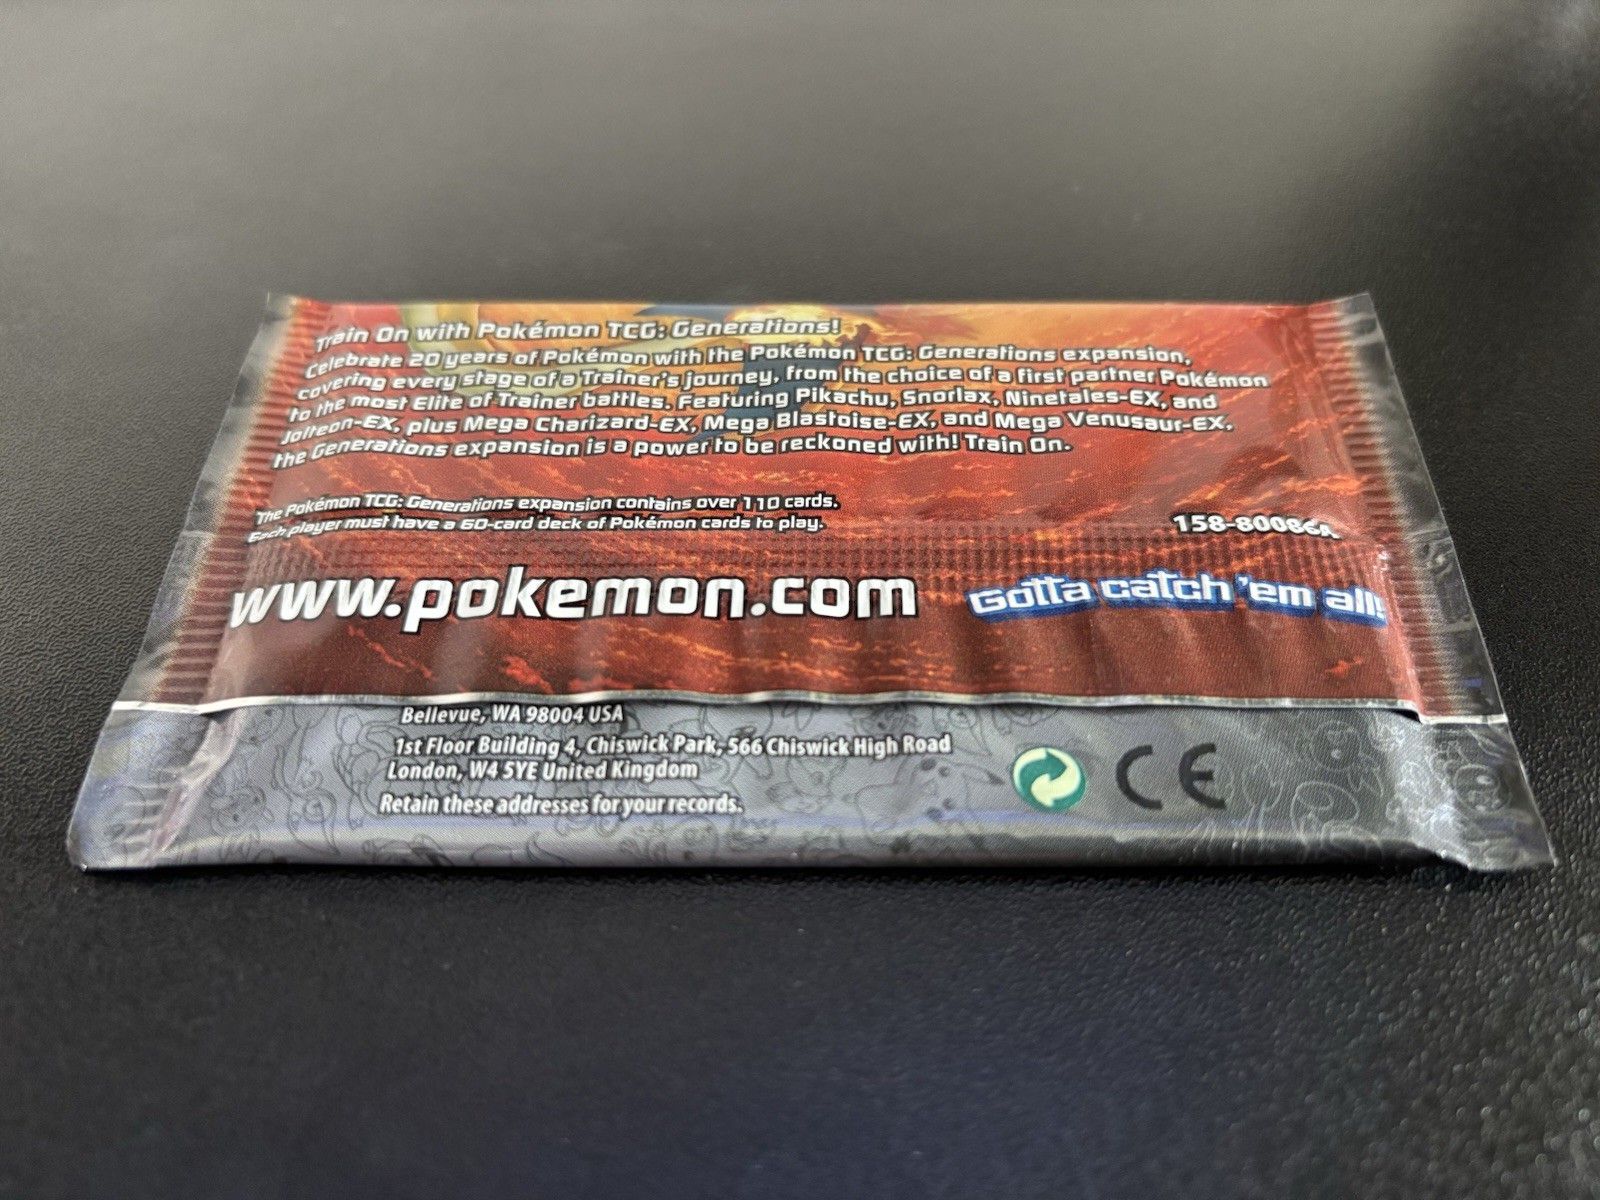 Train On with Pokémon TCG: Generations!
Celebrate 20 years of Pokémon with the Pokémon TCG: Generations expansion,
covering every stage of a Trainer's journey, from the choice of a first partner Pokémon
to the most Elite of Trainer battles. Featuring Pikachu, Snorlax, Ninetales-EX, and
Jolteon-EX, plus Mega Charizard-EX, Mega Blastoise-EX, and Mega Venusaur-EX,
the Generations expansion is a power to be reckoned with! Train On.
The Pokémon TCG: Generations expansion contains over 110 cards.
Each player must have a 60-card deck of Pokémon cards to play.
www.pokemon.com
Gotta catch 'em all!
Bellevue, WA 98004 USA
1st Floor Building 4, Chiswick Park, 566 Chiswick High Road
London, W4 5YE United Kingdom
Retain these addresses for your records.
CE